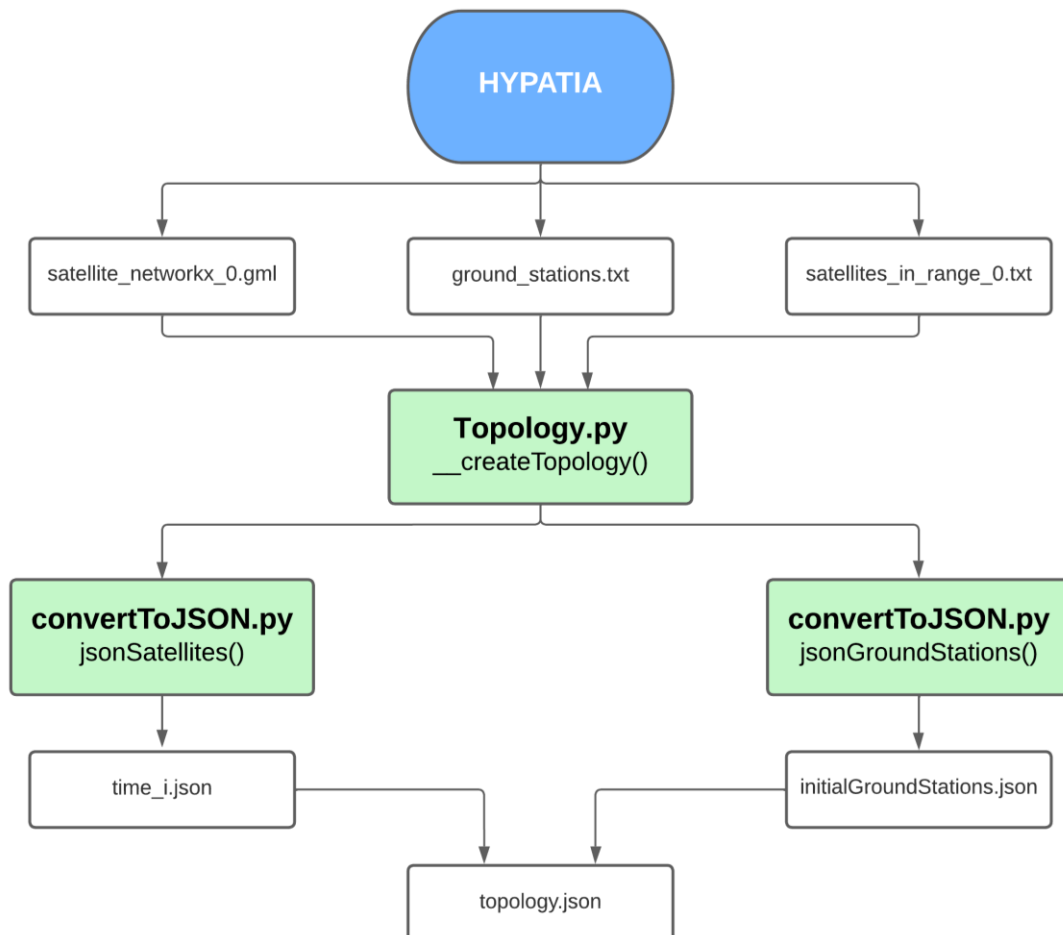 HYPATIA
satellite_networkx_0.gml
ground_stations.txt
satellites_in_range_0.txt
Topology.py
__createTopology()
convertToJSON.py
jsonSatellites()
convertToJSON.py
jsonGroundStations()
time_i.json
initialGroundStations.json
topology.json